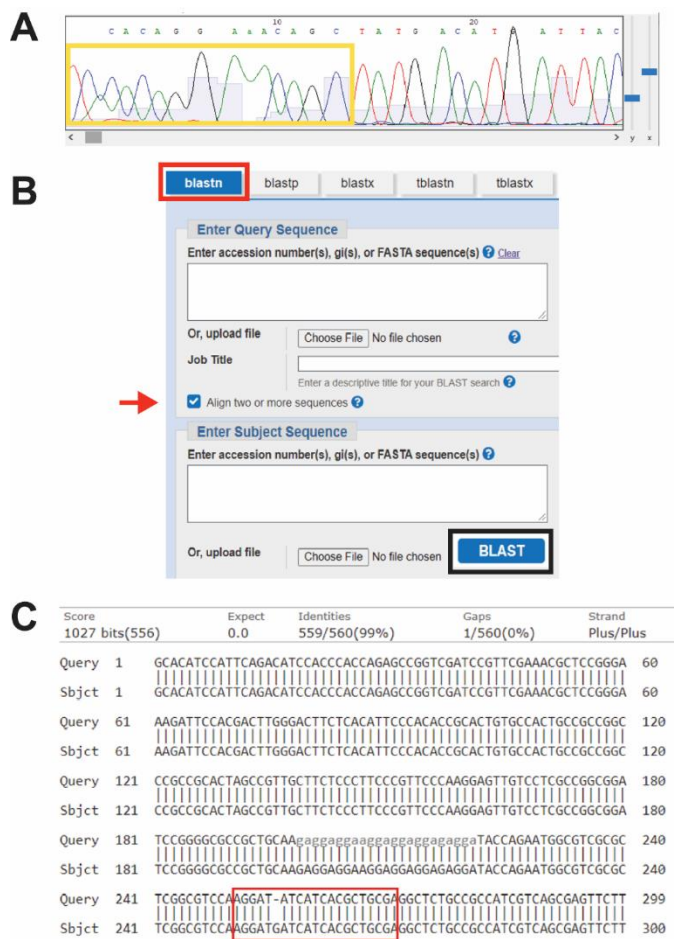 A
10 20
C A C A G G A A A C A G C T A T G A C A T G A T T A C
< > y x
B
blastn blastp blastx tblastn tblastx
Enter Query Sequence
Enter accession number(s), gi(s), or FASTA sequence(s) ? Clear
Or, upload file Choose File No file chosen ?
Job Title
Enter a descriptive title for your BLAST search ?
Align two or more sequences ?
Enter Subject Sequence
Enter accession number(s), gi(s), or FASTA sequence(s) ?
Or, upload file Choose File No file chosen BLAST
C
Score Expect Identities Gaps Strand
1027 bits(556) 0.0 559/560(99%) 1/560(0%) Plus/Plus
Query 1 GCACATCCATTCAGACATCCACCCACCAGAGCCGGTCGATCCGTTCGAAACGCTCCGGGA 60
Sbjct 1 GCACATCCATTCAGACATCCACCCACCAGAGCCGGTCGATCCGTTCGAAACGCTCCGGGA 60
Query 61 AAGATTCCACGACTTGGGACTTCTCACATTCCCACACCGCACTGTGCCACTGCCGCCGGC 120
Sbjct 61 AAGATTCCACGACTTGGGACTTCTCACATTCCCACACCGCACTGTGCCACTGCCGCCGGC 120
Query 121 CCGCCGCACTAGCCGTTGCTTCTCCCTTCCCGTTCCCAAGGAGTTGTCCTCGCCGGCGGA 180
Sbjct 121 CCGCCGCACTAGCCGTTGCTTCTCCCTTCCCGTTCCCAAGGAGTTGTCCTCGCCGGCGGA 180
Query 181 TCCGGGGCGCCGCTGCAAgaggaggaaggaggaggagaggaTACCAGAATGGCGTCGCGC 240
Sbjct 181 TCCGGGGCGCCGCTGCAAGAGGAGGAAGGAGGAGGAGAGGATACCAGAATGGCGTCGCGC 240
Query 241 TCGGCGTCCAAGGAT-ATCATCACGCTGCGAGGCTCTGCCGCCATCGTCAGCGAGTTCTT 299
Sbjct 241 TCGGCGTCCAAGGATGATCATCACGCTGCGAGGCTCTGCCGCCATCGTCAGCGAGTTCTT 300